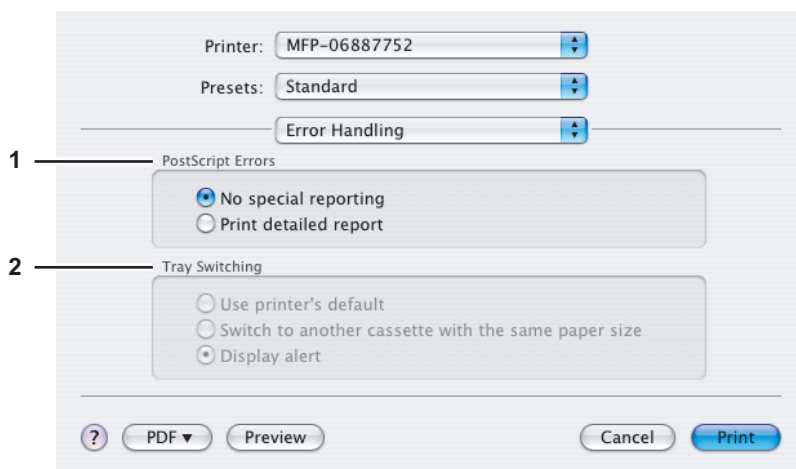 Printer: MFP-06887752
Presets: Standard
Error Handling
1 PostScript Errors
No special reporting
Print detailed report
2 Tray Switching
Use printer's default
Switch to another cassette with the same paper size
Display alert
? PDF ▼ Preview Cancel Print